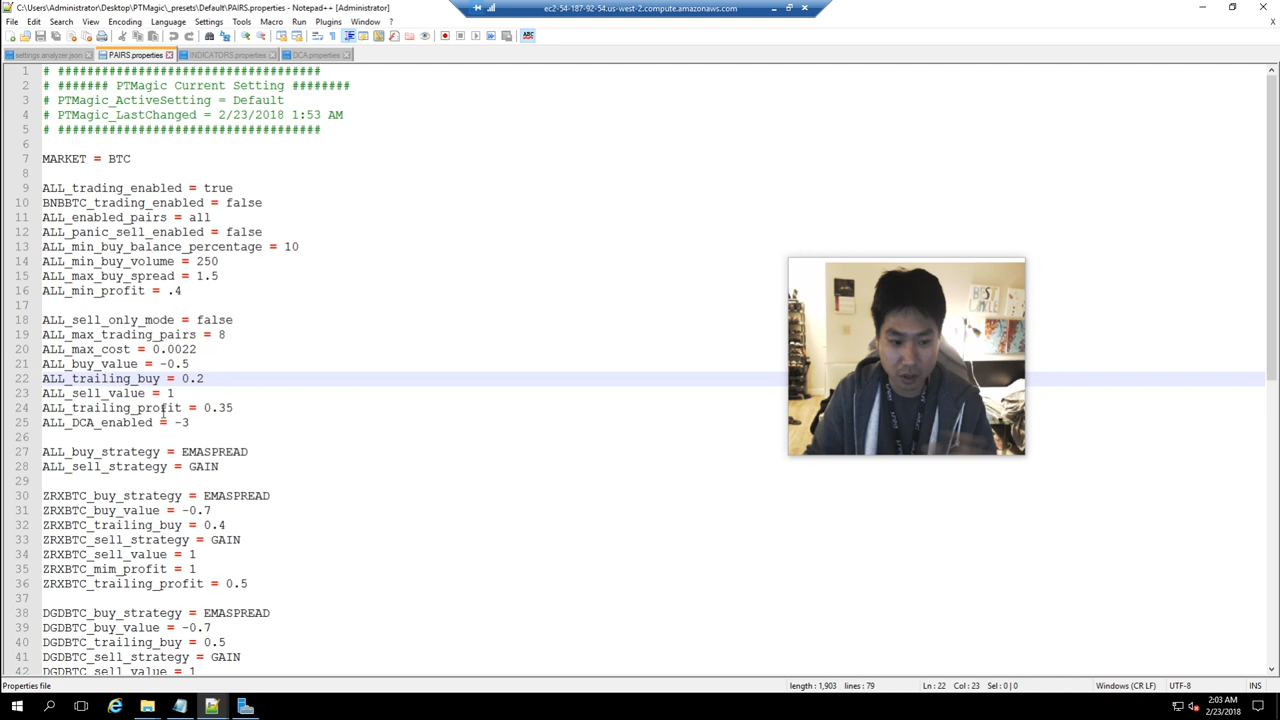 C:\Users\Administrator\Desktop\PTMagic\_presets\Default\PAIRS.properties - Notepad++ [Administrator]
ec2-54-187-92-54.us-west-2.compute.amazonaws.com
File Edit Search View Encoding Language Settings Tools Macro Run Plugins Window ?
settings.analyzer.json PAIRS.properties INDICATORS.properties DCA.properties
1 # ####################################
2 # ####### PTMagic Current Setting ########
3 # PTMagic_ActiveSetting = Default
4 # PTMagic_LastChanged = 2/23/2018 1:53 AM
5 # ####################################
6
7 MARKET = BTC
8
9 ALL_trading_enabled = true
10 BNBBTC_trading_enabled = false
11 ALL_enabled_pairs = all
12 ALL_panic_sell_enabled = false
13 ALL_min_buy_balance_percentage = 10
14 ALL_min_buy_volume = 250
15 ALL_max_buy_spread = 1.5
16 ALL_min_profit = .4
17
18 ALL_sell_only_mode = false
19 ALL_max_trading_pairs = 8
20 ALL_max_cost = 0.0022
21 ALL_buy_value = -0.5
22 ALL_trailing_buy = 0.2
23 ALL_sell_value = 1
24 ALL_trailing_profit = 0.35
25 ALL_DCA_enabled = -3
26
27 ALL_buy_strategy = EMASPREAD
28 ALL_sell_strategy = GAIN
29
30 ZRXBTC_buy_strategy = EMASPREAD
31 ZRXBTC_buy_value = -0.7
32 ZRXBTC_trailing_buy = 0.4
33 ZRXBTC_sell_strategy = GAIN
34 ZRXBTC_sell_value = 1
35 ZRXBTC_mim_profit = 1
36 ZRXBTC_trailing_profit = 0.5
37
38 DGDBTC_buy_strategy = EMASPREAD
39 DGDBTC_buy_value = -0.7
40 DGDBTC_trailing_buy = 0.5
41 DGDBTC_sell_strategy = GAIN
42 DGDBTC_sell_value = 1
Properties file length : 1,903 lines : 79 Ln : 22 Col : 23 Sel : 0 | 0 Windows (CR LF) UTF-8 INS
2:03 AM
2/23/2018